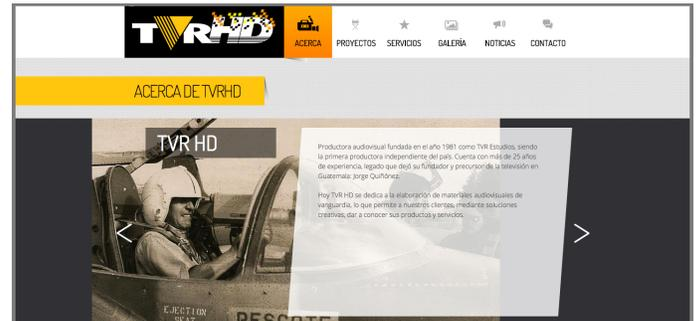 TVRHD
ACERCA
PROYECTOS
SERVICIOS
GALERÍA
NOTICIAS
CONTACTO
ACERCA DE TVRHD
TVR HD
Productora audiovisual fundada en el año 1981 como TVR Estudios, siendo
la primera productora independiente del país. Cuenta con más de 25 años
de experiencia, legado que dejó su fundador y precursor de la televisión en
Guatemala: Jorge Quiñónez.
Hoy TVR HD se dedica a la elaboración de materiales audiovisuales de
vanguardia, lo que permite a nuestros clientes, mediante soluciones
creativas, dar a conocer sus productos y servicios.
EJECTION
SEAT
RESCATE